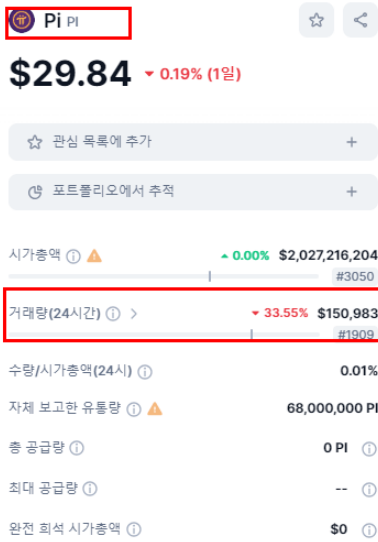 Pi PI
$29.84 0.19% (1일)
관심 목록에 추가 +
포트폴리오에서 추적 +
시가총액 0.00% $2,027,216,204
#3050
거래량(24시간) > 33.55% $150,983
#1909
수량/시가총액(24시) 0.01%
자체 보고한 유통량 68,000,000 PI
총 공급량 0 PI
최대 공급량 --
완전 희석 시가총액 $0